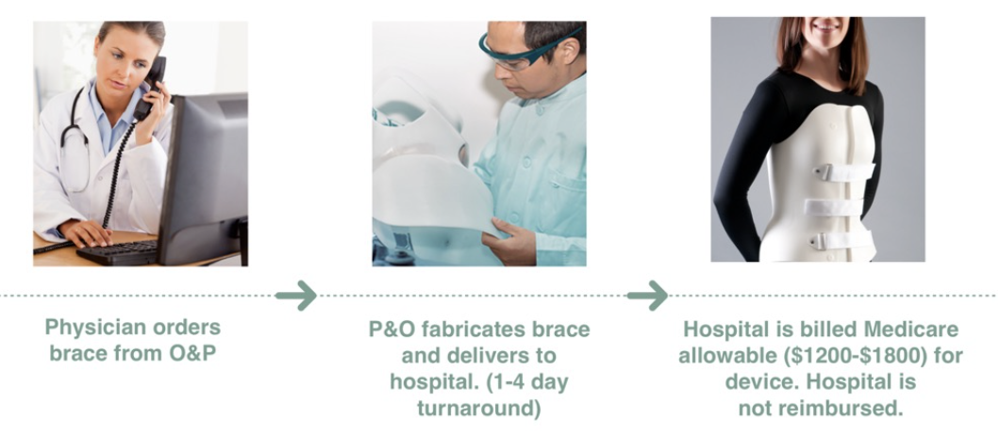 Physician orders
brace from O&P
P&O fabricates brace
and delivers to
hospital. (1-4 day
turnaround)
Hospital is billed Medicare
allowable ($1200-$1800) for
device. Hospital is
not reimbursed.